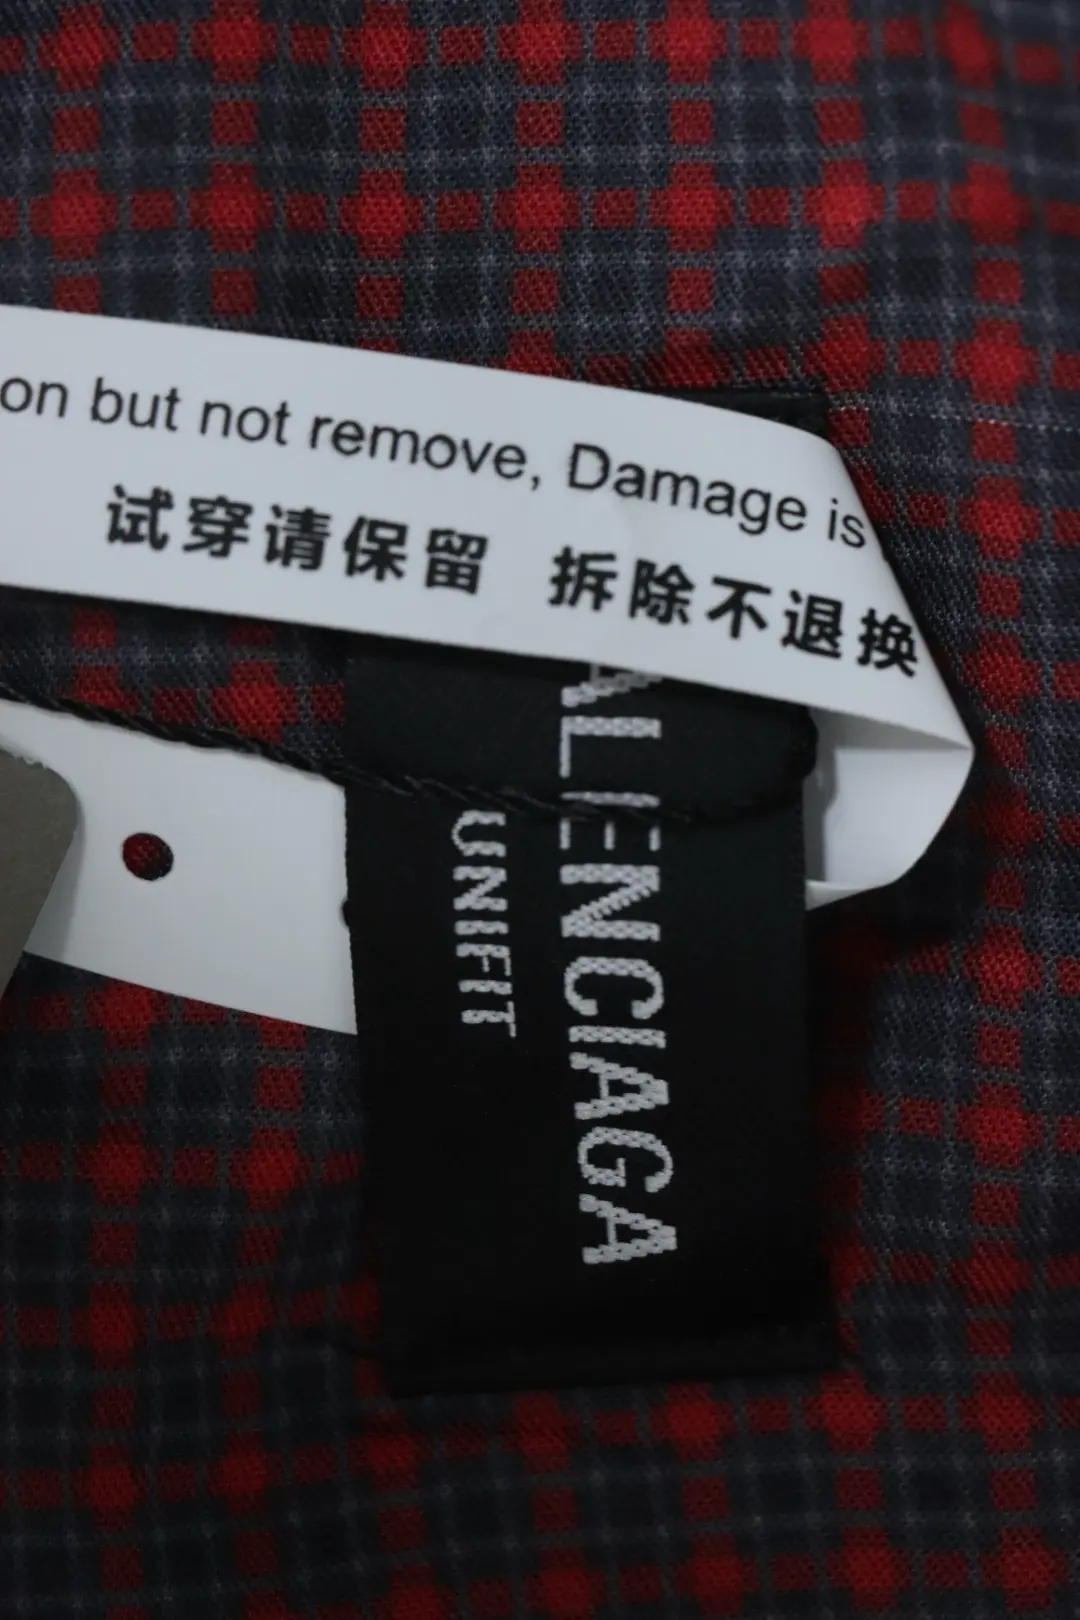 on but not remove, Damage is
试穿请保留 拆除不退换
ALENCIAGA
UNIFIT